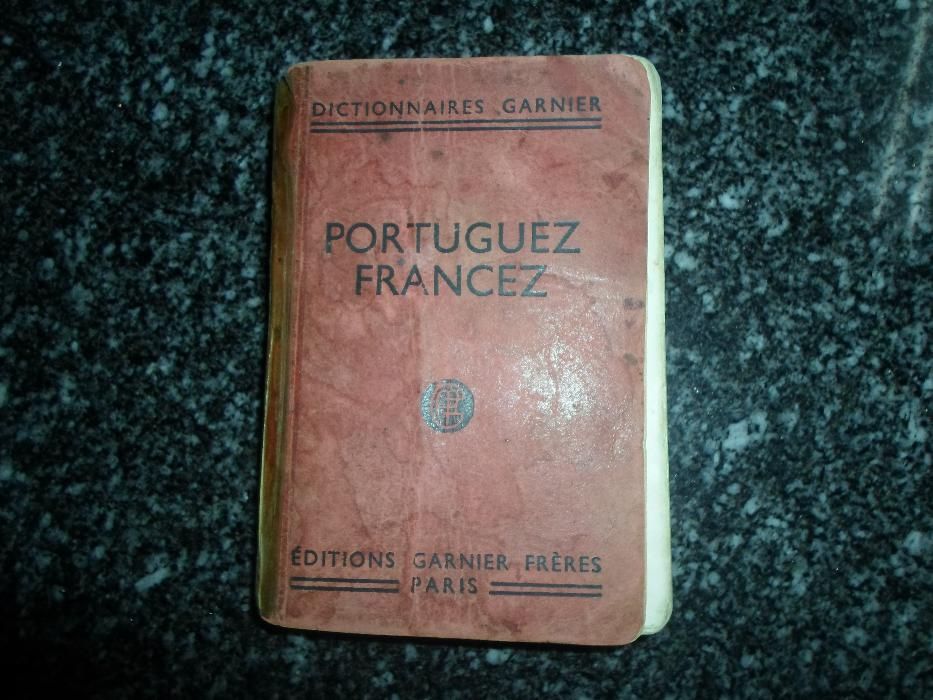 DICTIONNAIRES GARNIER
PORTUGUEZ
FRANCEZ
ÉDITIONS GARNIER FRÈRES
PARIS